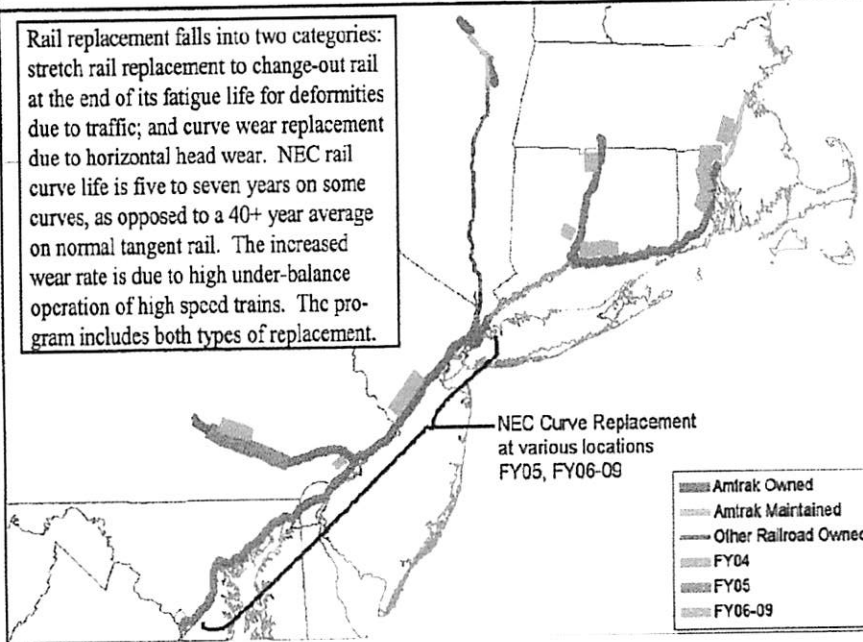 Rail replacement falls into two categories:
stretch rail replacement to change-out rail
at the end of its fatigue life for deformities
due to traffic; and curve wear replacement
due to horizontal head wear. NEC rail
curve life is five to seven years on some
curves, as opposed to a 40+ year average
on normal tangent rail. The increased
wear rate is due to high under-balance
operation of high speed trains. The pro-
gram includes both types of replacement.
NEC Curve Replacement
at various locations
FY05, FY06-09
Amtrak Owned
Amtrak Maintained
Other Railroad Owned
FY04
FY05
FY06-09